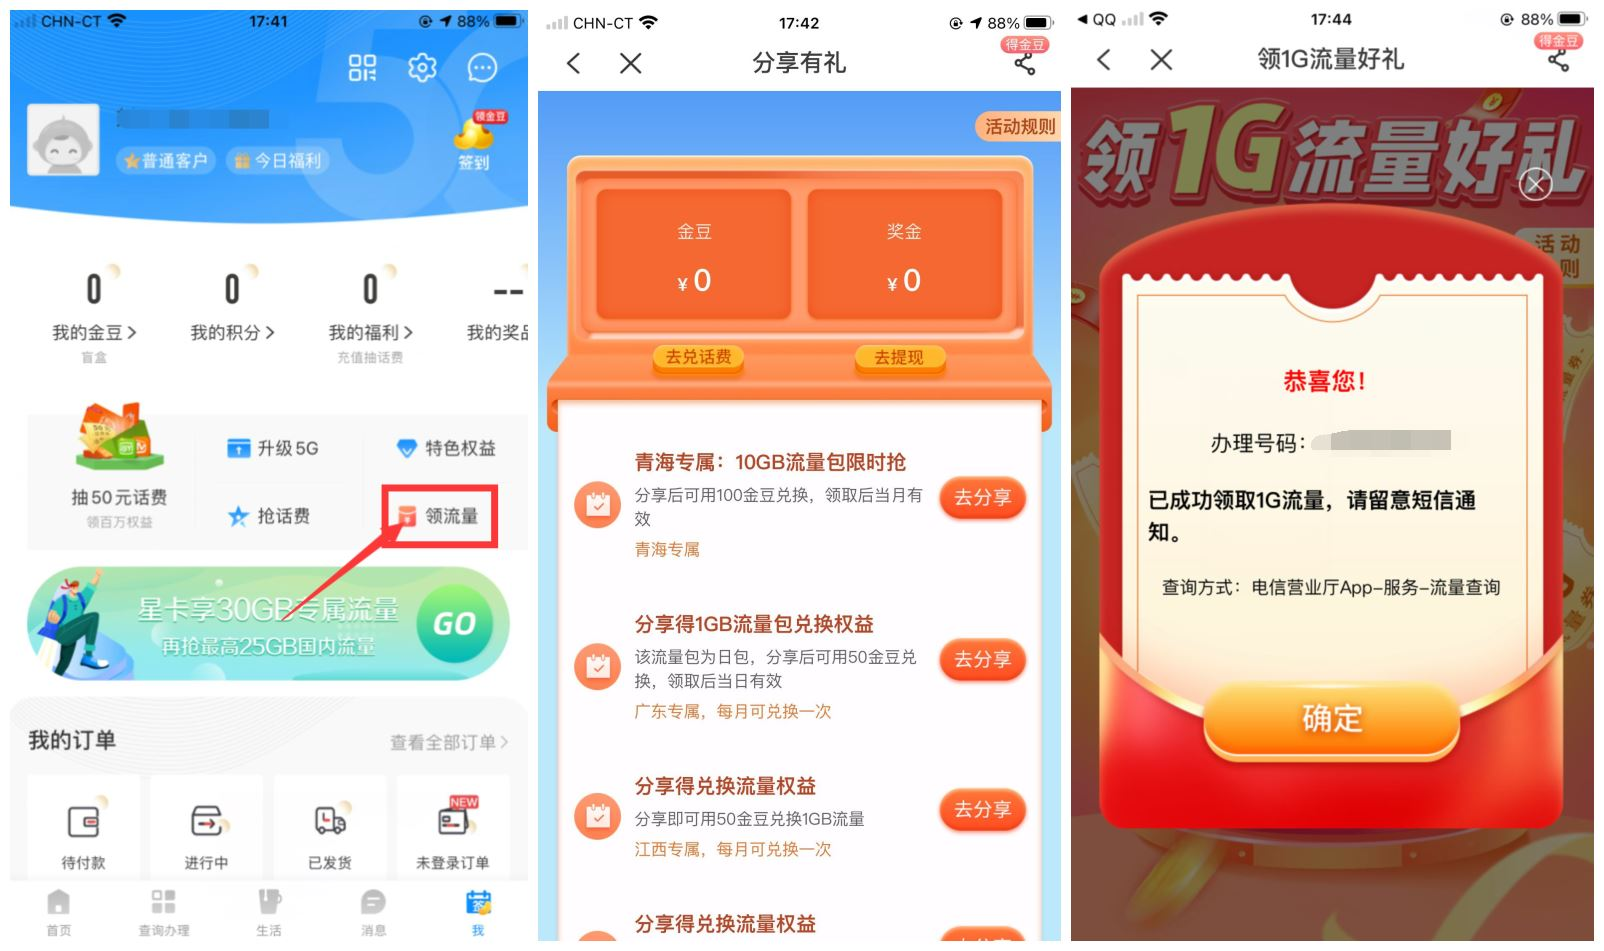 CHN-CT
17:41
88%
领金豆
签到
普通客户
今日福利
0
0
0
--
我的金豆
我的积分
我的福利
我的奖品
盲盒
充值抽话费
抽50元话费
领百万权益
升级5G
特色权益
抢话费
领流量
星卡享30GB专属流量
再抢最高25GB国内流量
GO
我的订单
查看全部订单
NEW
待付款
进行中
已发货
未登录订单
首页
查询办理
生活
消息
签
我
CHN-CT
17:42
88%
分享有礼
得金豆
活动规则
金豆
奖金
¥0
¥0
去兑话费
去提现
青海专属：10GB流量包限时抢
分享后可用100金豆兑换，领取后当月有
效
青海专属
去分享
分享得1GB流量包兑换权益
该流量包为日包，分享后可用50金豆兑
换，领取后当日有效
广东专属，每月可兑换一次
去分享
分享得兑换流量权益
分享即可用50金豆兑换1GB流量
江西专属，每月可兑换一次
去分享
分享得兑换流量权益
去分享
QQ
17:44
88%
领1G流量好礼
得金豆
领1G流量好礼
活动
则
恭喜您！
办理号码：
已成功领取1G流量，请留意短信通
知。
查询方式：电信营业厅App-服务-流量查询
确定